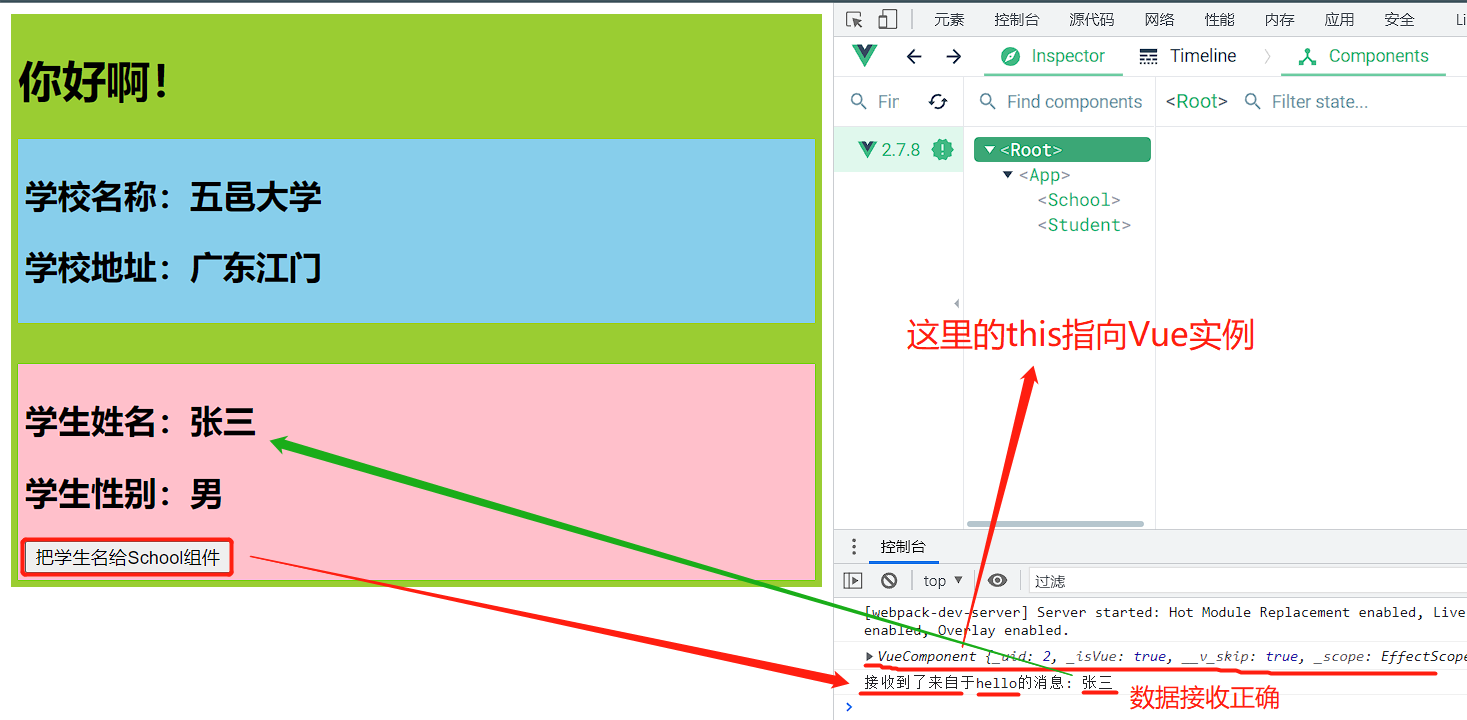 你好啊！
学校名称：五邑大学
学校地址：广东江门
学生姓名：张三
学生性别：男
把学生名给School组件
元素 控制台 源代码 网络 性能 内存 应用 安全 Li
Inspector Timeline Components
Fir Find components <Root> Filter state...
2.7.8 <Root>
<App>
<School>
<Student>
这里的this指向Vue实例
控制台
top 过滤
[webpack-dev-server] Server started: Hot Module Replacement enabled, Live
enabled, Overlay enabled.
VueComponent {_uid: 2, _isVue: true, __v_skip: true, _scope: EffectScope
接收到了来自于hello的消息: 张三
数据接收正确